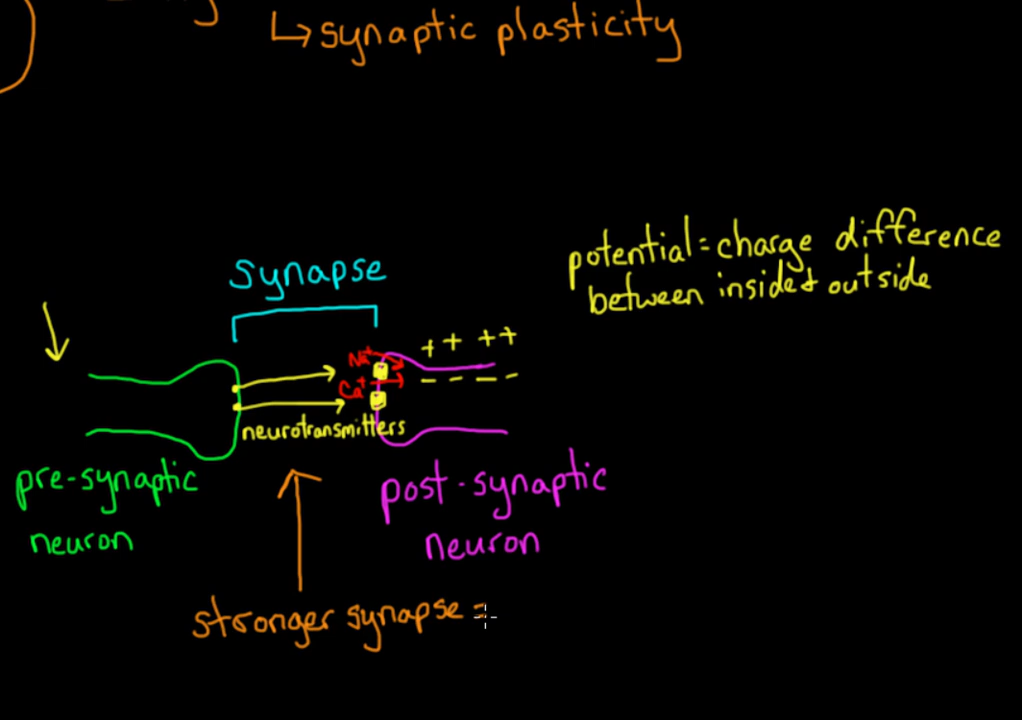 ↳ synaptic plasticity
potential = charge difference
between inside & outside
synapse
+ + + +
Na+
Ca+
- - - -
neurotransmitters
pre-synaptic
neuron
post-synaptic
neuron
stronger synapse =